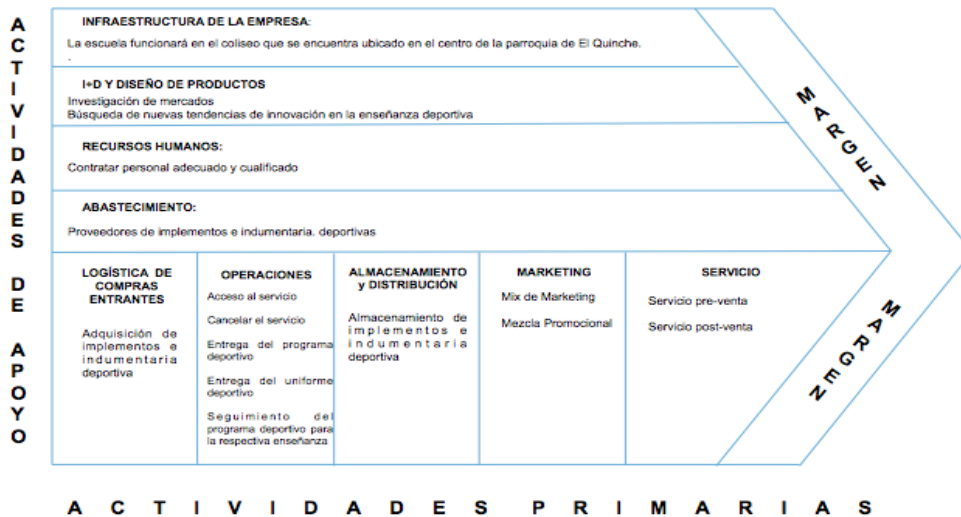 ACTIVIDADES DE APOYO
INFRAESTRUCTURA DE LA EMPRESA:
La escuela funcionará en el coliseo que se encuentra ubicado en el centro de la parroquia de El Quinche.
.
I+D Y DISEÑO DE PRODUCTOS
Investigación de mercados
Búsqueda de nuevas tendencias de innovación en la enseñanza deportiva
RECURSOS HUMANOS:
Contratar personal adecuado y cualificado
ABASTECIMIENTO:
Proveedores de implementos e indumentaria. deportivas
LOGÍSTICA DE
COMPRAS
ENTRANTES
Adquisición de
implementos e
indumentaria
deportiva
OPERACIONES
Acceso al servicio
Cancelar el servicio
Entrega del programa
deportivo
Entrega del uniforme
deportivo
Seguimiento del
programa deportivo para
la respectiva enseñanza
ALMACENAMIENTO
y DISTRIBUCIÓN
Almacenamiento de
implementos e
indumentaria
deportiva
MARKETING
Mix de Marketing
Mezcla Promocional
SERVICIO
Servicio pre-venta
Servicio post-venta
MARGEN
MARGEN
ACTIVIDADES PRIMARIAS